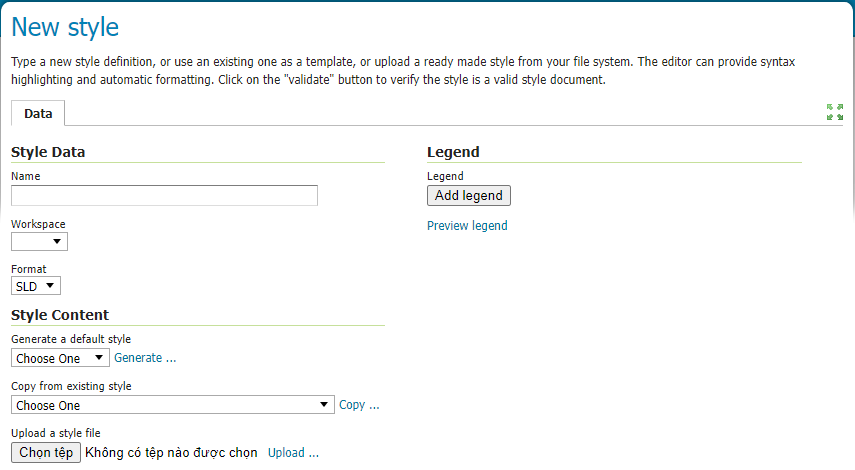 New style
Type a new style definition, or use an existing one as a template, or upload a ready made style from your file system. The editor can provide syntax
highlighting and automatic formatting. Click on the "validate" button to verify the style is a valid style document.
Data
Style Data
Name
Workspace
Format
SLD
Style Content
Generate a default style
Choose One Generate ...
Copy from existing style
Choose One Copy ...
Upload a style file
Chọn tệp Không có tệp nào được chọn Upload ...
Legend
Legend
Add legend
Preview legend